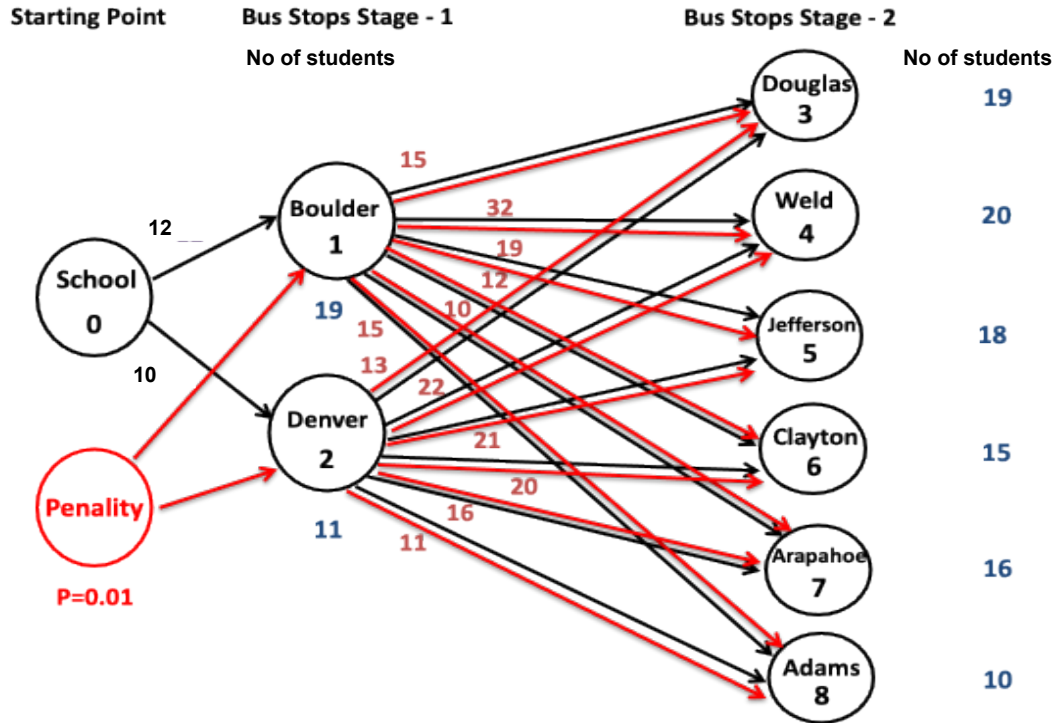 Starting Point
Bus Stops Stage - 1
Bus Stops Stage - 2
No of students
No of students
Douglas
3
19
15
Boulder
1
32
Weld
4
20
12 __
19
12
School
0
10
19
15
Jefferson
5
18
10
13
22
Denver
2
21
Clayton
6
15
Penality
20
16
11
11
Arapahoe
7
16
P=0.01
Adams
8
10